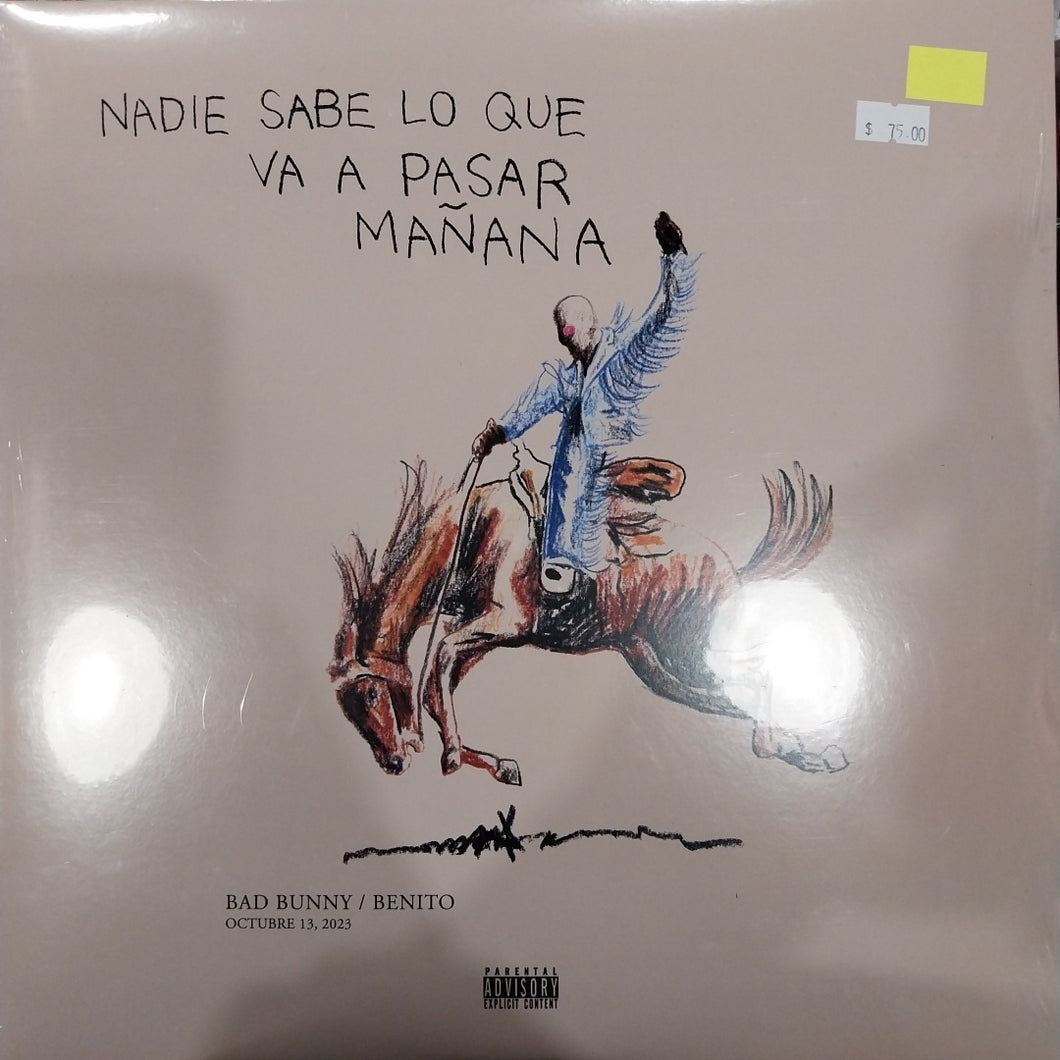 NADIE SABE LO QUE
VA A PASAR
MAÑANA
$ 75.00
BAD BUNNY / BENITO
OCTUBRE 13, 2023
PARENTAL
ADVISORY
EXPLICIT CONTENT